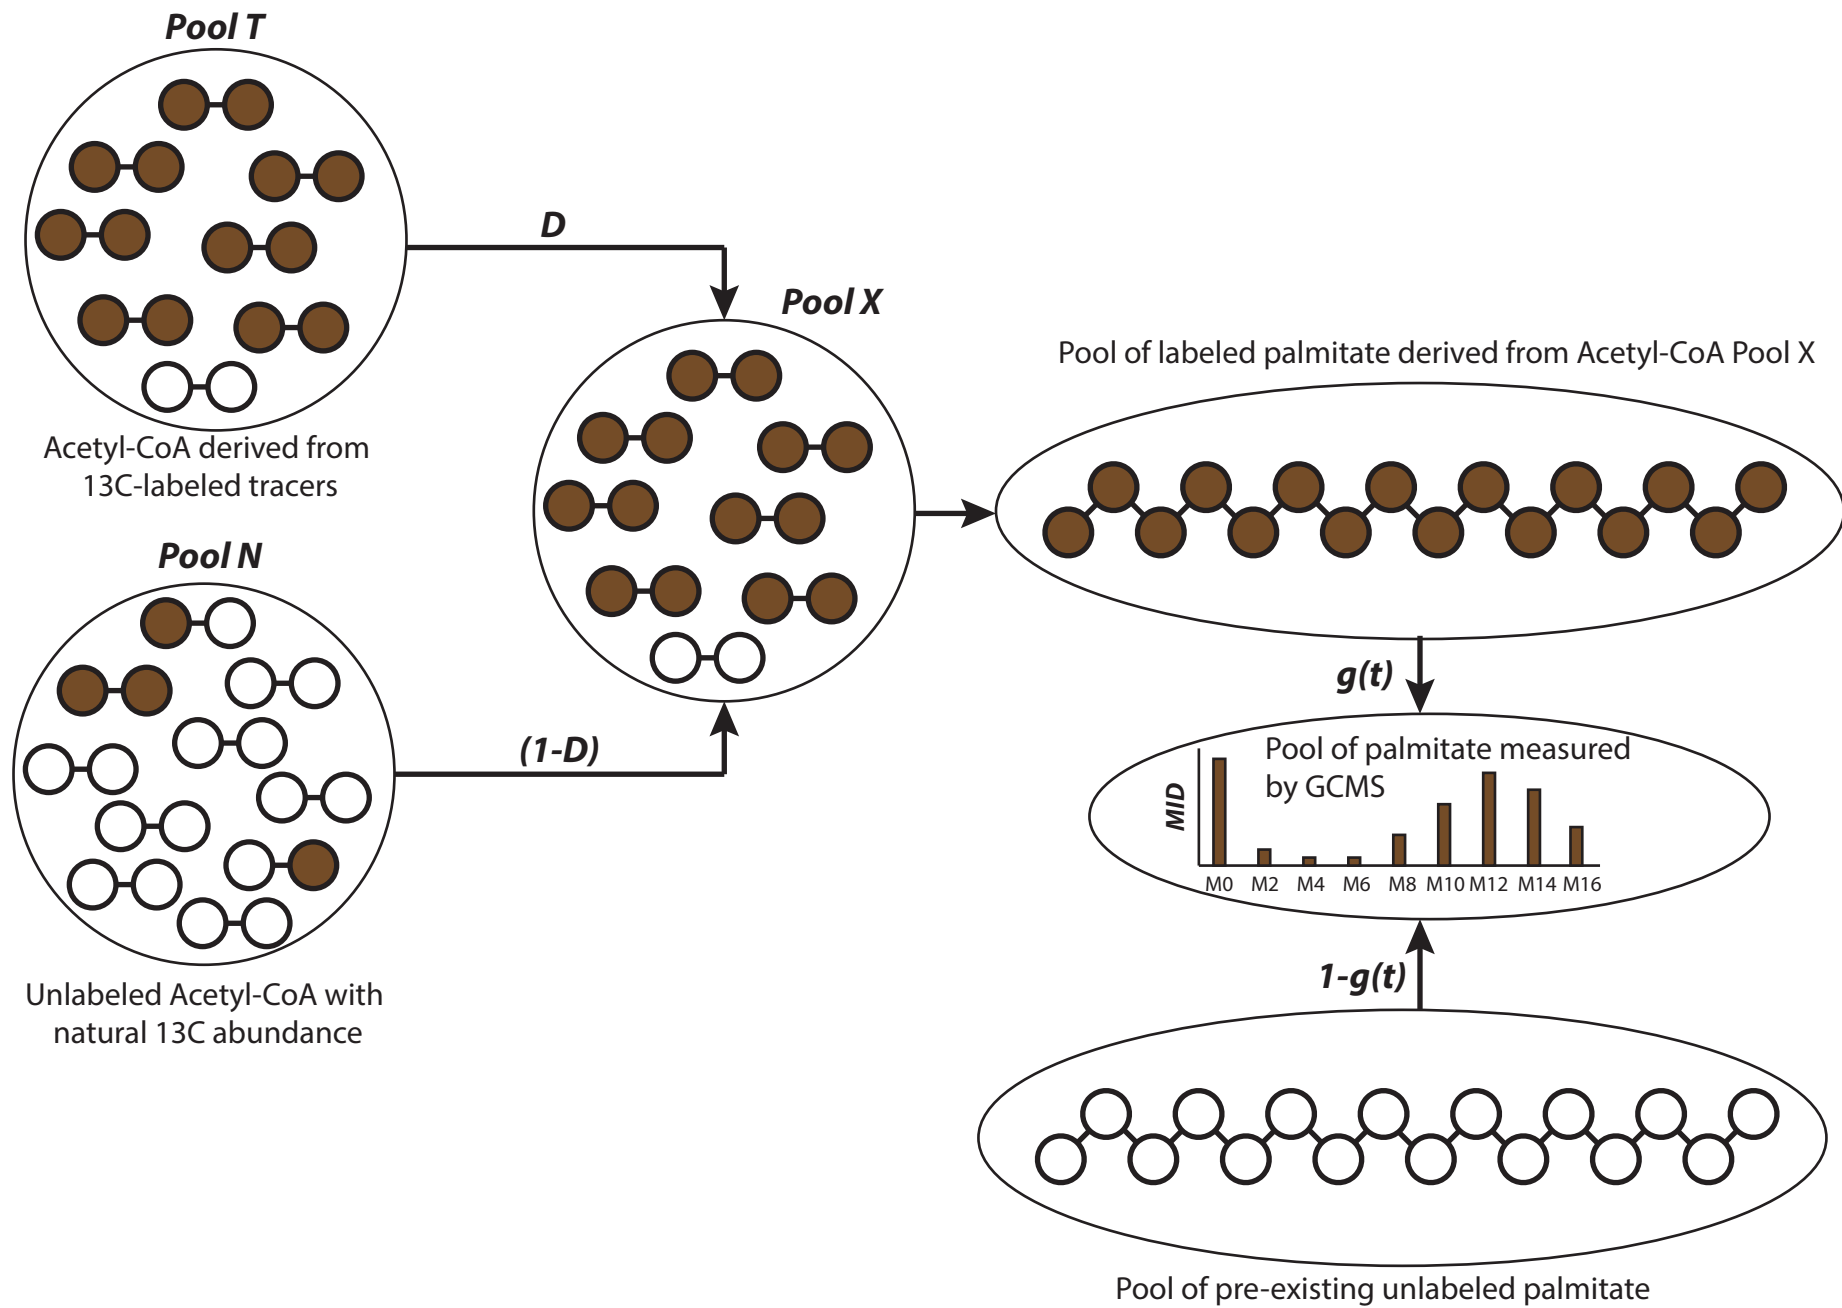 Pool T
Acetyl-CoA derived from
13C-labeled tracers
D
Pool X
Pool N
(1-D)
Unlabeled Acetyl-CoA with
natural 13C abundance
Pool of labeled palmitate derived from Acetyl-CoA Pool X
g(t)
Pool of palmitate measured
by GCMS
MID
M0 M2 M4 M6 M8 M10 M12 M14 M16
1-g(t)
Pool of pre-existing unlabeled palmitate